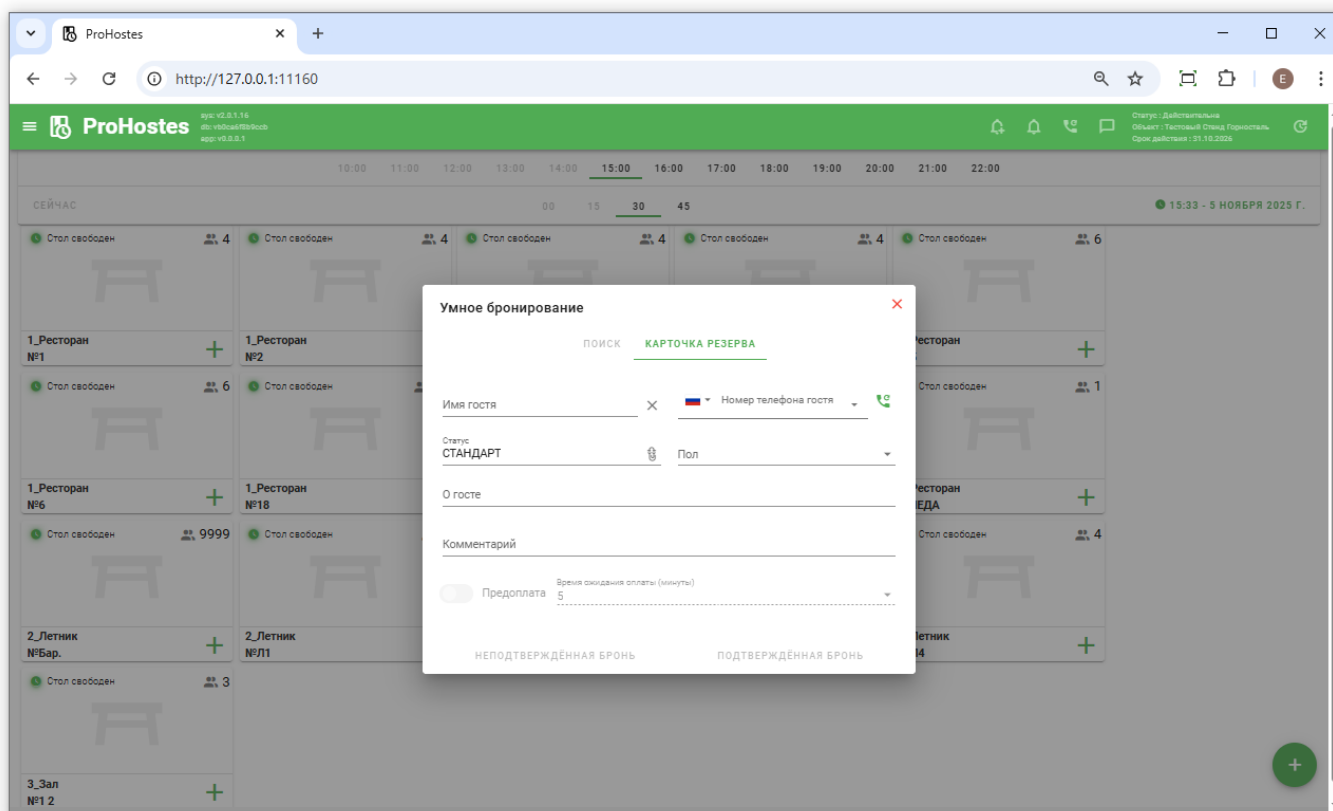 ProHostes
http://127.0.0.1:11160
E
ProHostes
sys: v2.0.1.16
app: v0.0.0.1
Статус : Действительна
Объект : Тестовый Стенд Горносталь
Срок действия : 31.10.2026
10:00 11:00 12:00 13:00 14:00 15:00 16:00 17:00 18:00 19:00 20:00 21:00 22:00
СЕЙЧАС 00 15 30 45 15:33 - 5 НОЯБРЯ 2025 Г.
Стол свободен 4 Стол свободен 4 Стол свободен 4 Стол свободен 4 Стол свободен 6
Умное бронирование
ПОИСК КАРТОЧКА РЕЗЕРВА
1_Ресторан 1_Ресторан есторан
№1 №2
Стол свободен 6 Стол свободен Стол свободен 1
Имя гостя Номер телефона гостя
Статус
СТАНДАРТ Пол
1_Ресторан 1_Ресторан есторан
№6 №18 ЕДА
О госте
Стол свободен 9999 Стол свободен Стол свободен 4
Комментарий
Время ожидания оплаты (минуты)
Предоплата 5
2_Летник 2_Летник Летник
№Бар. №Л1 Л4
НЕПОДТВЕРЖДЁННАЯ БРОНЬ ПОДТВЕРЖДЁННАЯ БРОНЬ
Стол свободен 3
3_Зал
№1 2